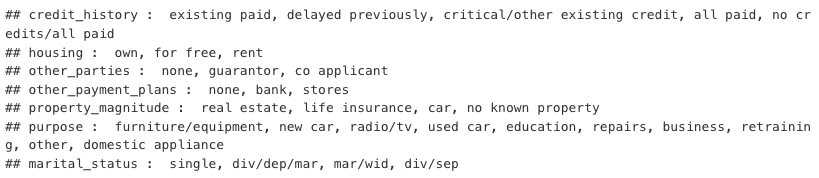 ## credit_history :  existing paid, delayed previously, critical/other existing credit, all paid, no cr
edits/all paid
## housing :  own, for free, rent
## other_parties :  none, guarantor, co applicant
## other_payment_plans :  none, bank, stores
## property_magnitude :  real estate, life insurance, car, no known property
## purpose :  furniture/equipment, new car, radio/tv, used car, education, repairs, business, retrainin
g, other, domestic appliance
## marital_status :  single, div/dep/mar, mar/wid, div/sep